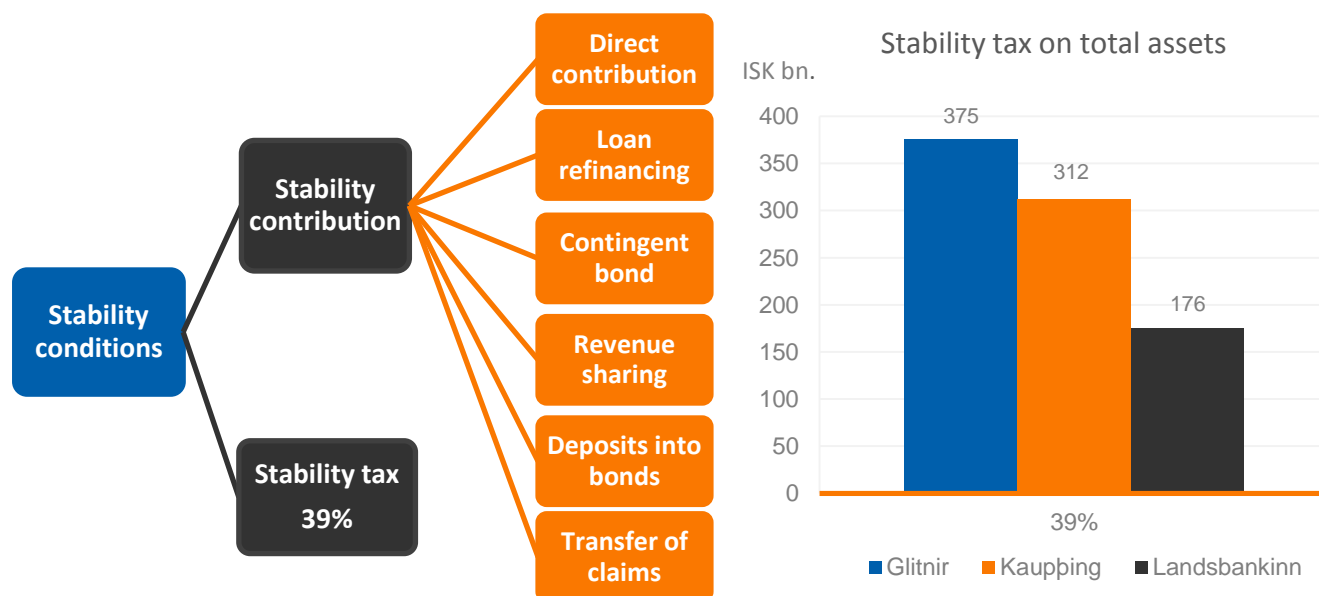 Stability
conditions
Stability
contribution
Stability tax
39%
Direct
contribution
Loan
refinancing
Contingent
bond
Revenue
sharing
Deposits into
bonds
Transfer of
claims
Stability tax on total assets
ISK bn.
400
350
300
250
200
150
100
50
0
375
312
176
39%
Glitnir Kaupþing Landsbankinn